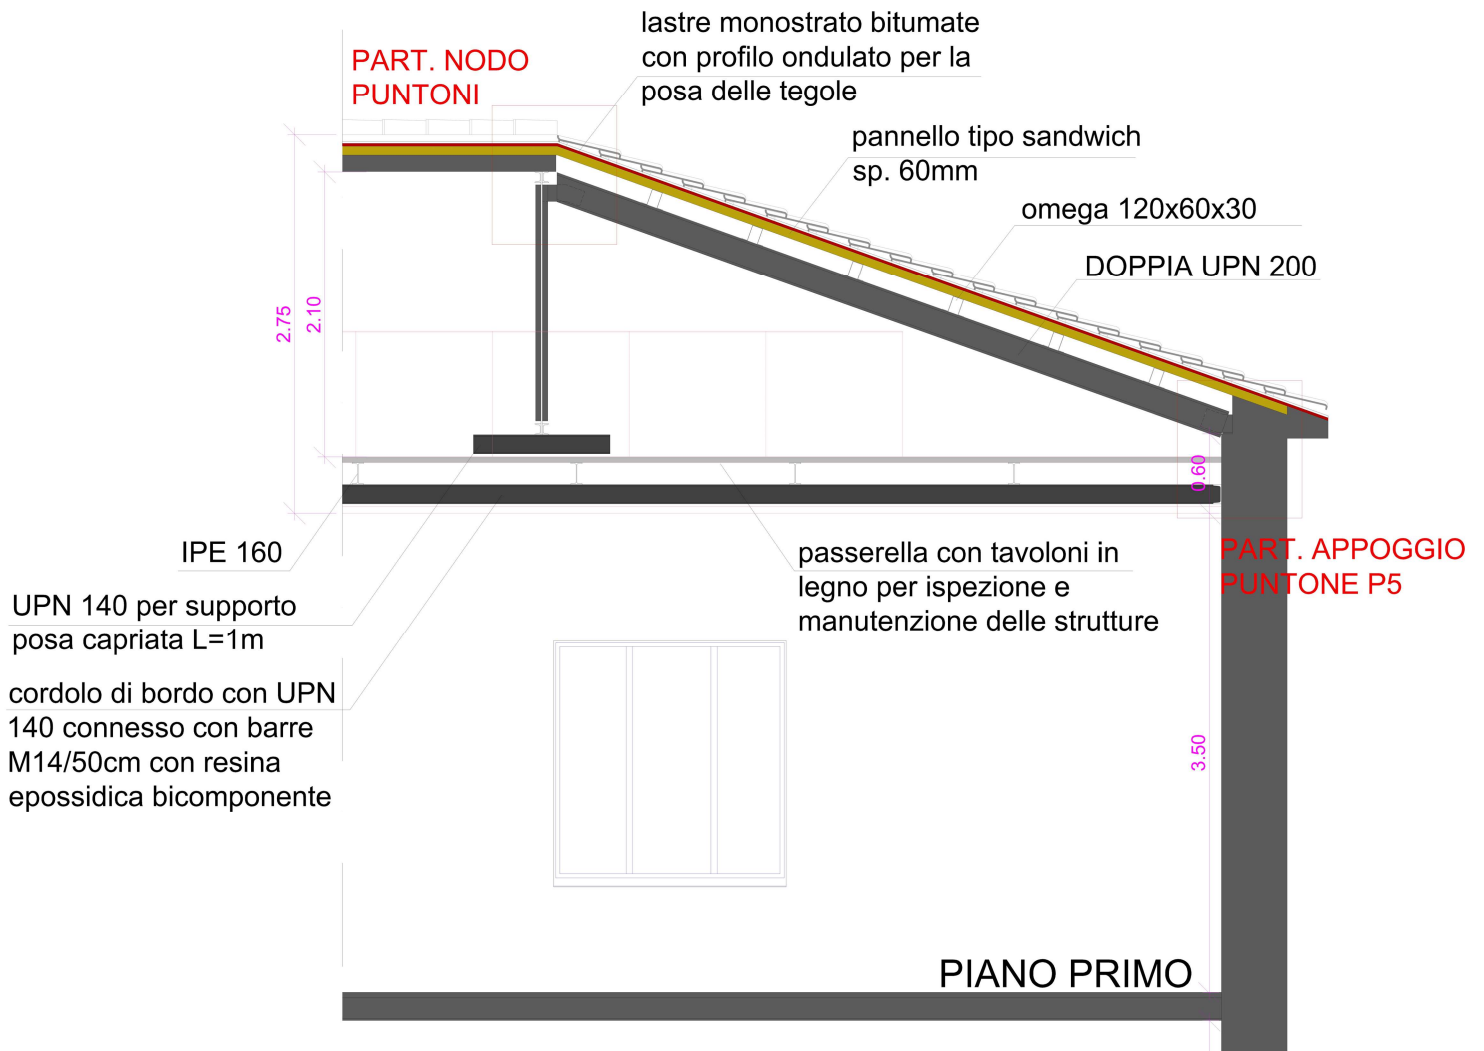 PART. NODO
PUNTONI
lastre monostrato bitumate
con profilo ondulato per la
posa delle tegole
pannello tipo sandwich
sp. 60mm
omega 120x60x30
DOPPIA UPN 200
2.75
2.10
0.60
IPE 160
UPN 140 per supporto
posa capriata L=1m
cordolo di bordo con UPN
140 connesso con barre
M14/50cm con resina
epossidica bicomponente
passerella con tavoloni in
legno per ispezione e
manutenzione delle strutture
PART. APPOGGIO
PUNTONE P5
3.50
PIANO PRIMO